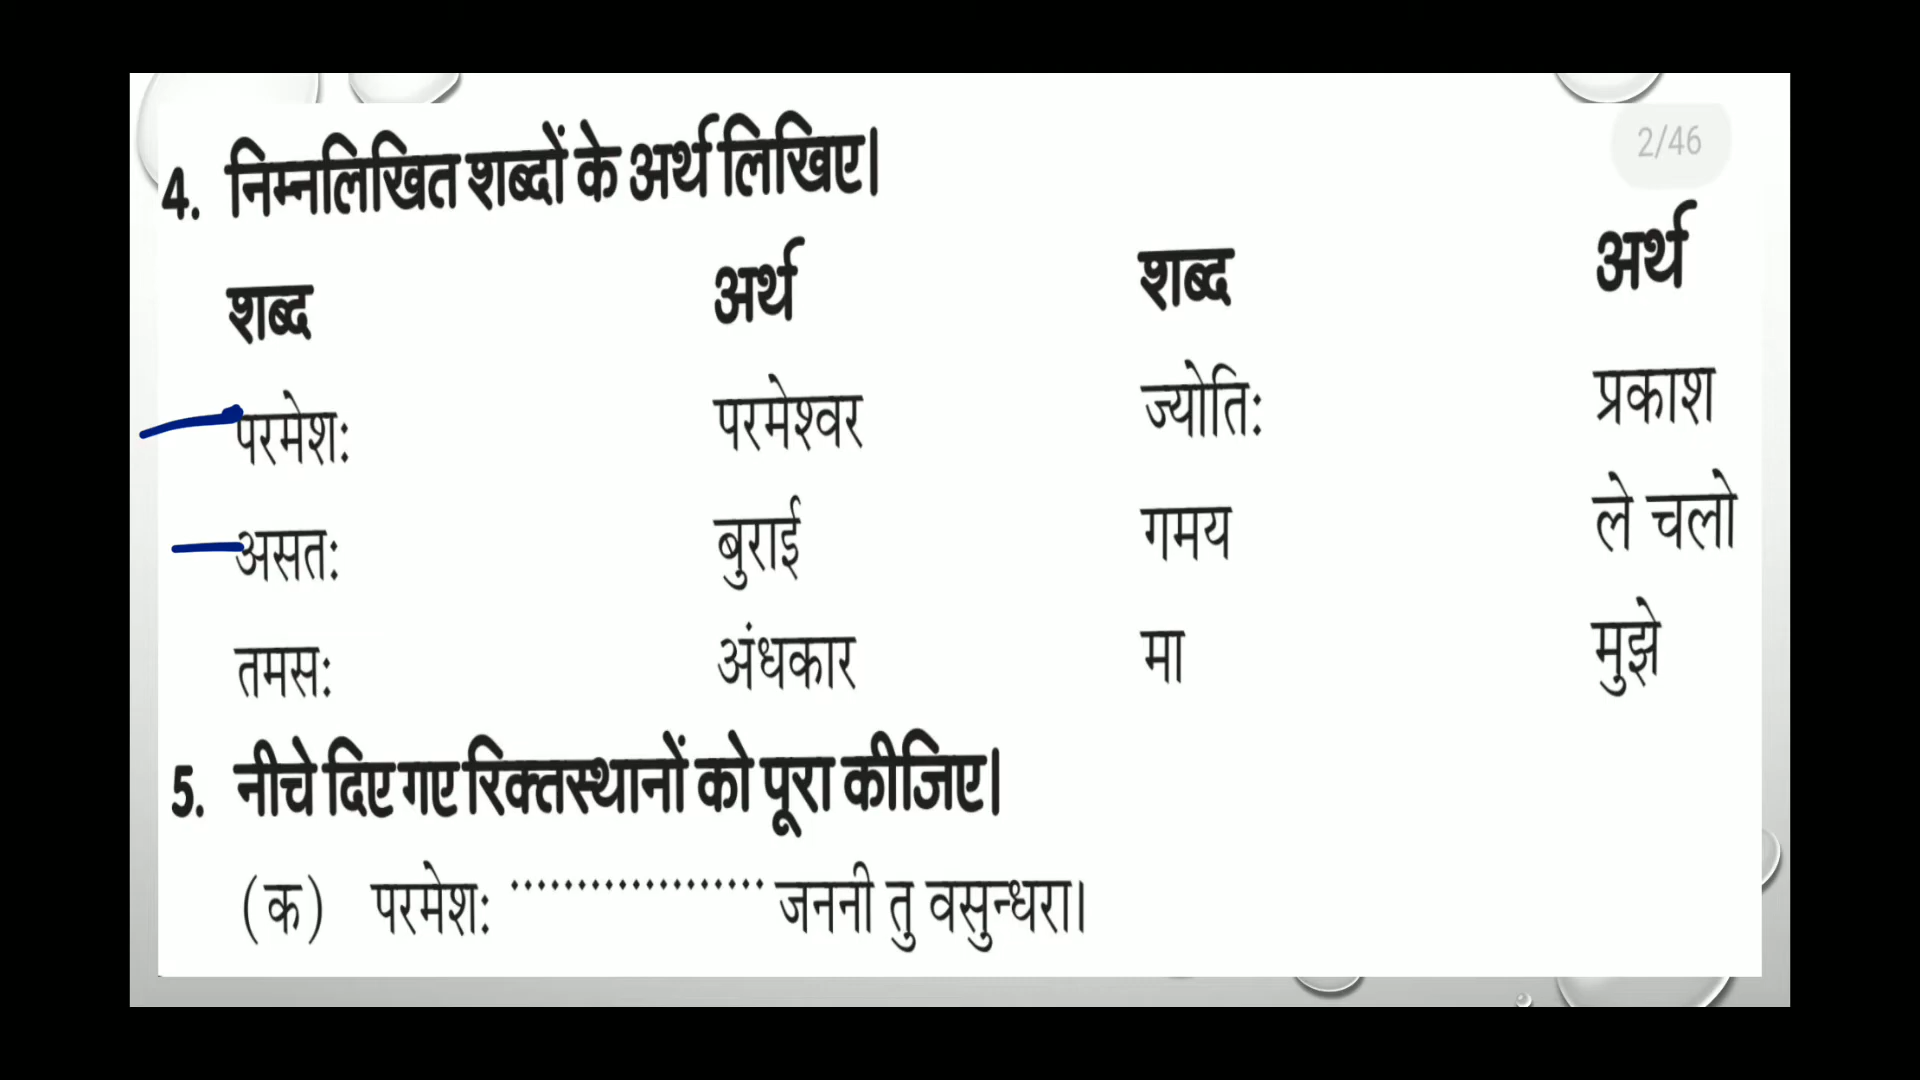 2/46
4. निम्नलिखित शब्दों के अर्थ लिखिए।
शब्द अर्थ शब्द अर्थ
परमेशः परमेश्वर ज्योतिः प्रकाश
असतः बुराई गमय ले चलो
तमसः अंधकार मा मुझे
5. नीचे दिए गए रिक्तस्थानों को पूरा कीजिए।
(क) परमेशः ................... जननी तु वसुन्धरा।